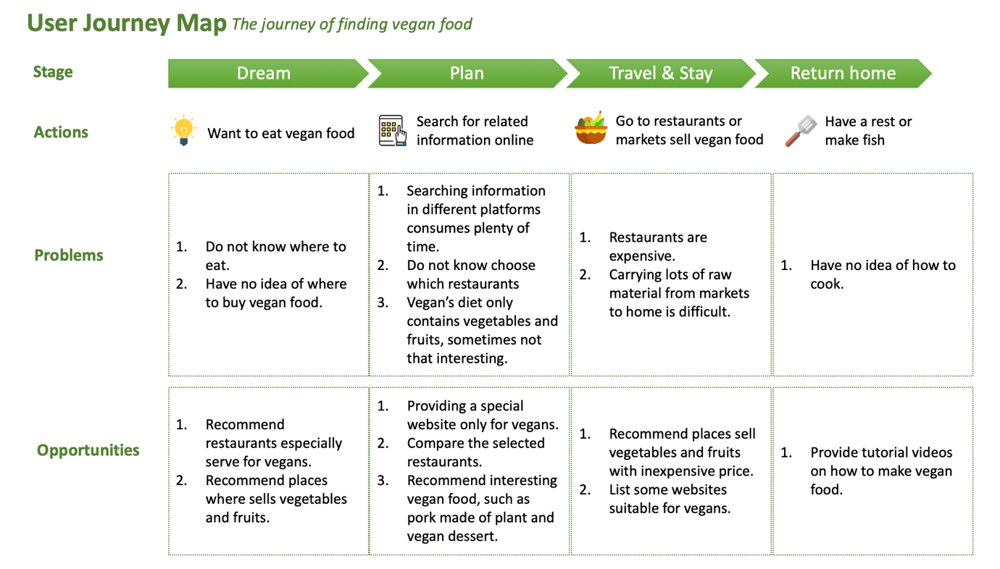 User Journey Map The journey of finding vegan food
Stage
Dream
Plan
Travel & Stay
Return home
Actions
Want to eat vegan food
Search for related
information online
Go to restaurants or
markets sell vegan food
Have a rest or
make fish
Problems
1. Do not know where to
eat.
2. Have no idea of where
to buy vegan food.
1. Searching information
in different platforms
consumes plenty of
time.
2. Do not know choose
which restaurants
3. Vegan’s diet only
contains vegetables and
fruits, sometimes not
that interesting.
1. Restaurants are
expensive.
2. Carrying lots of raw
material from markets
to home is difficult.
1. Have no idea of how to
cook.
Opportunities
1. Recommend
restaurants especially
serve for vegans.
2. Recommend places
where sells vegetables
and fruits.
1. Providing a special
website only for vegans.
2. Compare the selected
restaurants.
3. Recommend interesting
vegan food, such as
pork made of plant and
vegan dessert.
1. Recommend places sell
vegetables and fruits
with inexpensive price.
2. List some websites
suitable for vegans.
1. Provide tutorial videos
on how to make vegan
food.